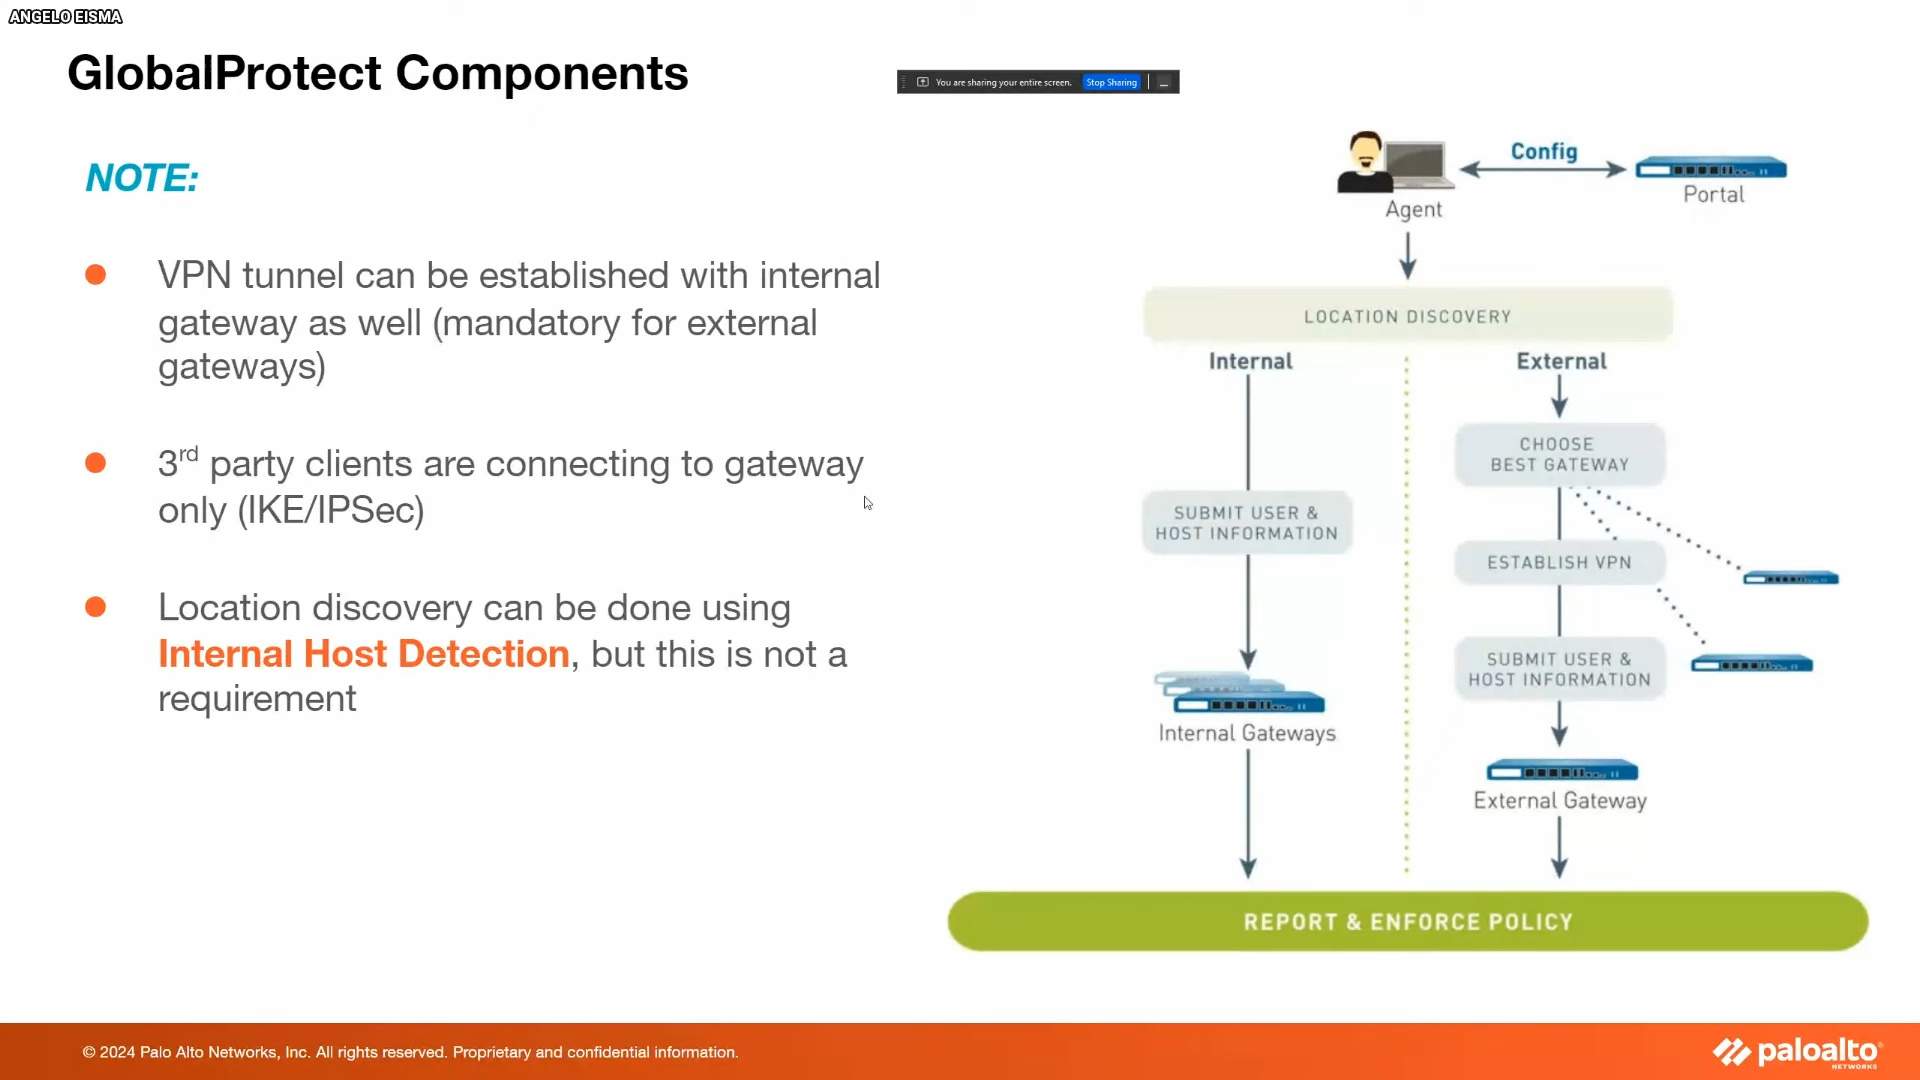 ANGELO EISMA
GlobalProtect Components
You are sharing your entire screen. Stop Sharing
NOTE:
VPN tunnel can be established with internal
gateway as well (mandatory for external
gateways)
3rd party clients are connecting to gateway
only (IKE/IPSec)
Location discovery can be done using
Internal Host Detection, but this is not a
requirement
Config
Agent
Portal
LOCATION DISCOVERY
Internal
External
CHOOSE
BEST GATEWAY
SUBMIT USER &
HOST INFORMATION
ESTABLISH VPN
SUBMIT USER &
HOST INFORMATION
Internal Gateways
External Gateway
REPORT & ENFORCE POLICY
© 2024 Palo Alto Networks, Inc. All rights reserved. Proprietary and confidential information.
paloalto
NETWORKS